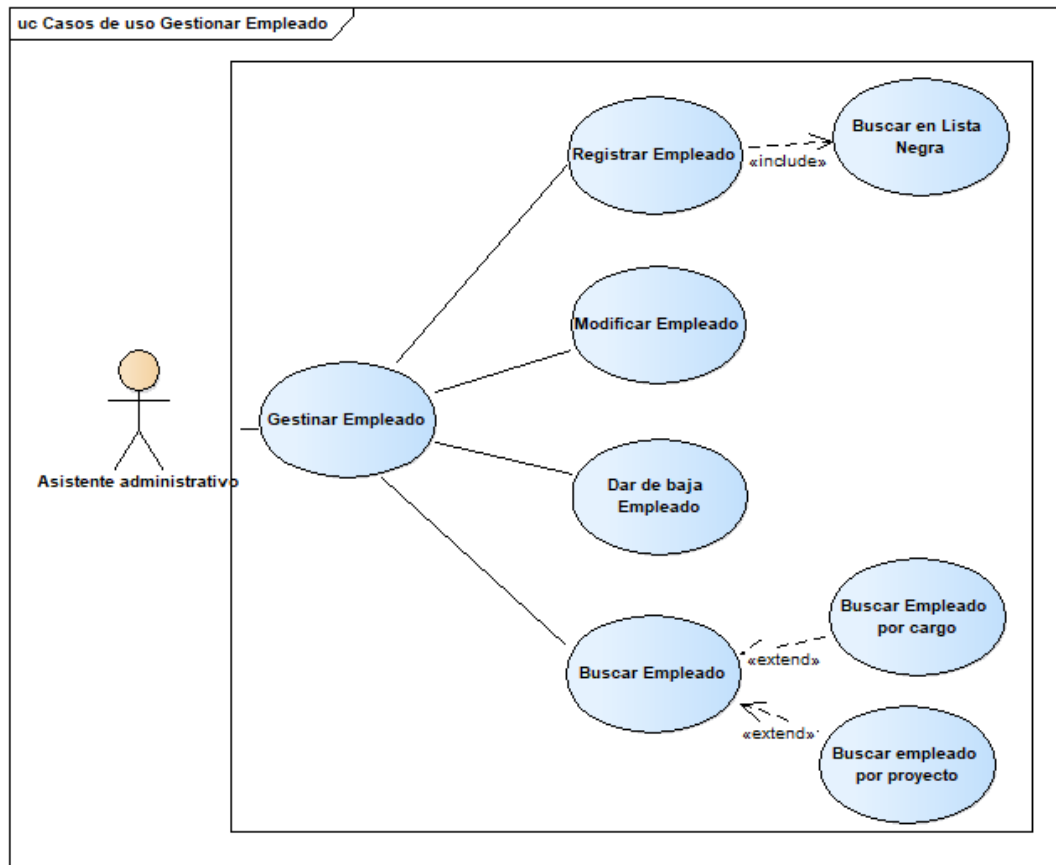 uc Casos de uso Gestionar Empleado
Registrar Empleado
«include»
Buscar en Lista
Negra
Modificar Empleado
Gestinar Empleado
Asistente administrativo
Dar de baja
Empleado
Buscar Empleado
«extend»
Buscar Empleado
por cargo
«extend»
Buscar empleado
por proyecto